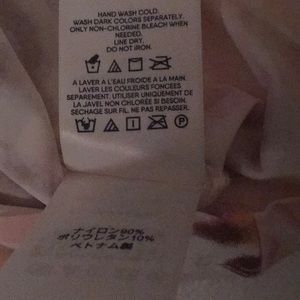 HAND WASH COLD.
WASH DARK COLORS SEPARATELY.
ONLY NON-CHLORINE BLEACH WHEN
NEEDED.
LINE DRY.
DO NOT IRON.
A LAVER A L'EAU FROIDE A LA MAIN.
LAVER LES COULEURS FONCÉES
SEPAREMENT. UTILISER UNIQUEMENT DE
LA JAVEL NON CHLORÉE SI BESOIN.
SÉCHAGE SUR FIL. NE PAS REPASSER.
P
ナイロン90%
ポリウレタン10%
ベトナム製